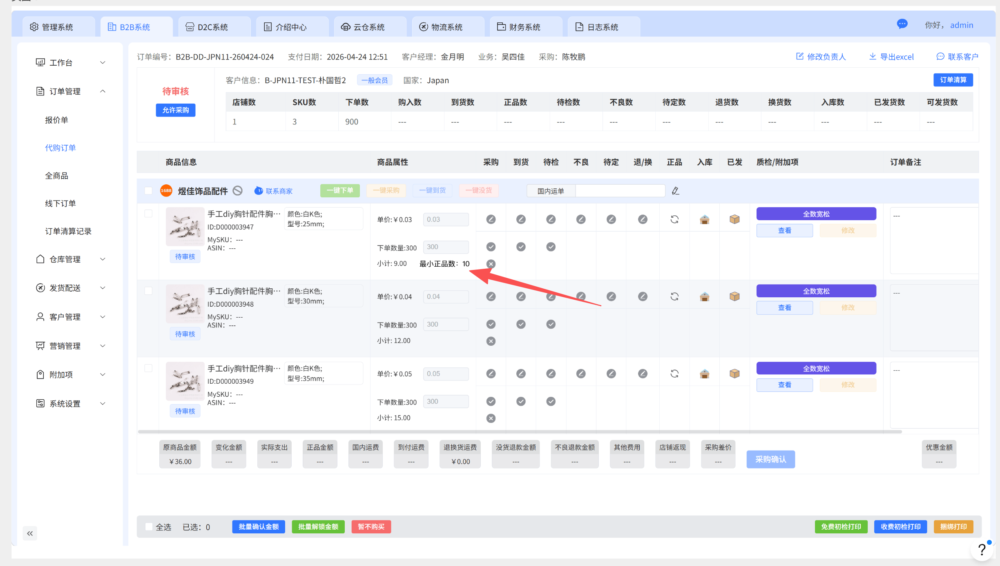 管理系统
B2B系统
D2C系统
介绍中心
云仓系统
物流系统
财务系统
日志系统
你好， admin
工作台
订单管理
报价单
代购订单
全商品
线下订单
订单清算记录
仓库管理
发货配送
客户管理
营销管理
附加项
系统设置
订单编号：B2B-DD-JPN11-260424-024 支付日期：2026-04-24 12:51 客户经理：金月明 业务：吴四佳 采购：陈牧鹏
修改负责人 导出excel 联系客户
待审核
允许采购
客户信息：B-JPN11-TEST-朴国哲2 一般会员 国家：Japan
订单清算
店铺数 SKU数 下单数 购入数 到货数 正品数 待检数 不良数 待定数 退货数 换货数 入库数 已发货数 可发货数
1 3 900 --- --- --- --- --- --- --- --- --- --- ---
商品信息 商品属性 采购 到货 待检 不良 待定 退/换 正品 入库 已发 质检/附加项 订单备注
1688 煜佳饰品配件 联系商家 一键下单 一键采购 一键到货 一键没货 国内运单
手工diy胸针配件胸…
ID:D000003947
MySKU：---
ASIN：---
待审核
颜色:白K色;
型号:25mm;
单价:￥0.03 0.03
下单数量:300 300
小计: 9.00 最小正品数：10
全数宽松
查看 修改
---
手工diy胸针配件胸…
ID:D000003948
MySKU：---
ASIN：---
待审核
颜色:白K色;
型号:30mm;
单价:￥0.04 0.04
下单数量:300 300
小计: 12.00
全数宽松
查看 修改
---
手工diy胸针配件胸…
ID:D000003949
MySKU：---
ASIN：---
待审核
颜色:白K色;
型号:35mm;
单价:￥0.05 0.05
下单数量:300 300
小计: 15.00
全数宽松
查看 修改
---
原商品金额 变化金额 实际支出 正品金额 国内运费 到付运费 退换货运费 没货退款金额 不良退款金额 其他费用 店铺返现 采购差价 采购确认 优惠金额
￥36.00 --- --- --- --- --- ￥0.00 --- --- --- --- --- ---
全选 已选：0 批量确认金额 批量解锁金额 暂不购买
免费初检打印 收费初检打印 捆绑打印
?